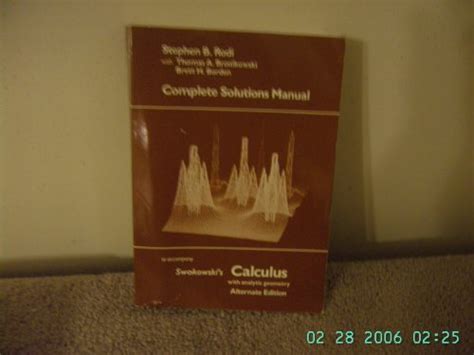 Stephen B. Rodi
with Thomas A. Bronikowski
Brett H. Borden
Complete Solutions Manual
to accompany
Swokowski's Calculus
with analytic geometry
Alternate Edition
02 28 2006 02:25